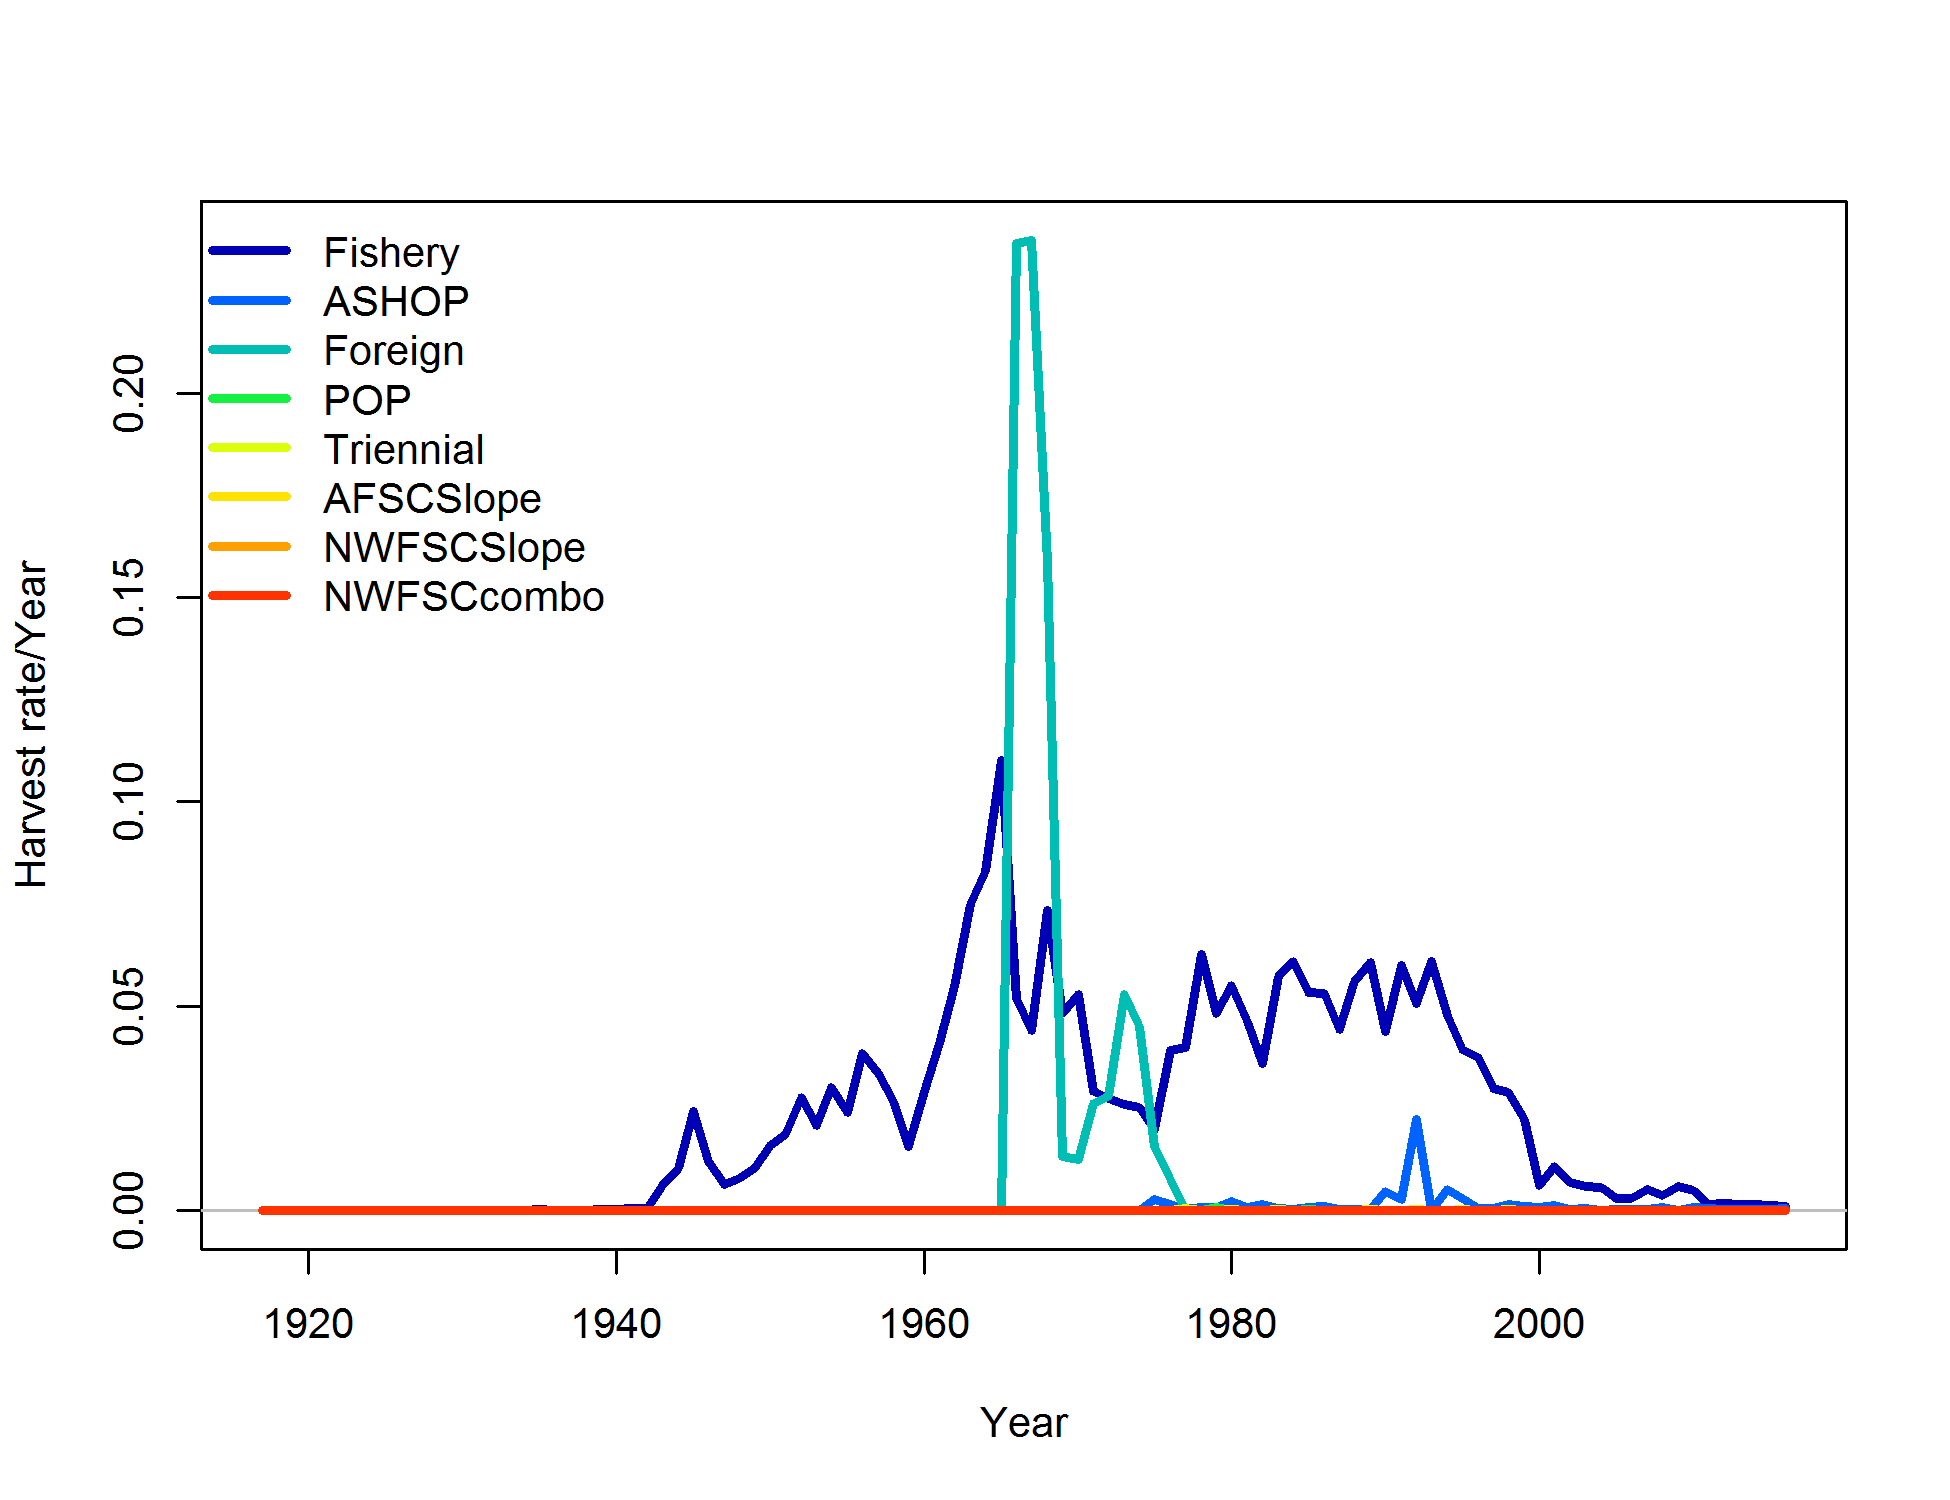 Fishery
ASHOP
Foreign
POP
Triennial
AFSCSlope
NWFSCSlope
NWFSCcombo
Harvest rate/Year
0.20
0.15
0.10
0.05
0.00
1920 1940 1960 1980 2000
Year